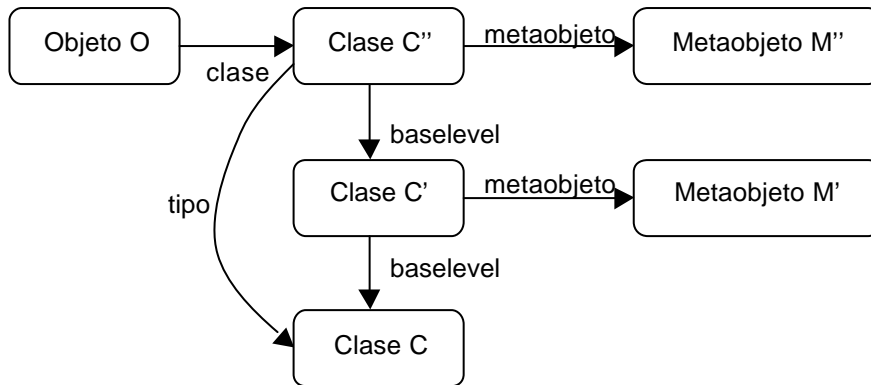 Objeto O
Clase C''
metaobjeto
Metaobjeto M''
clase
baselevel
Clase C'
metaobjeto
Metaobjeto M'
tipo
baselevel
Clase C